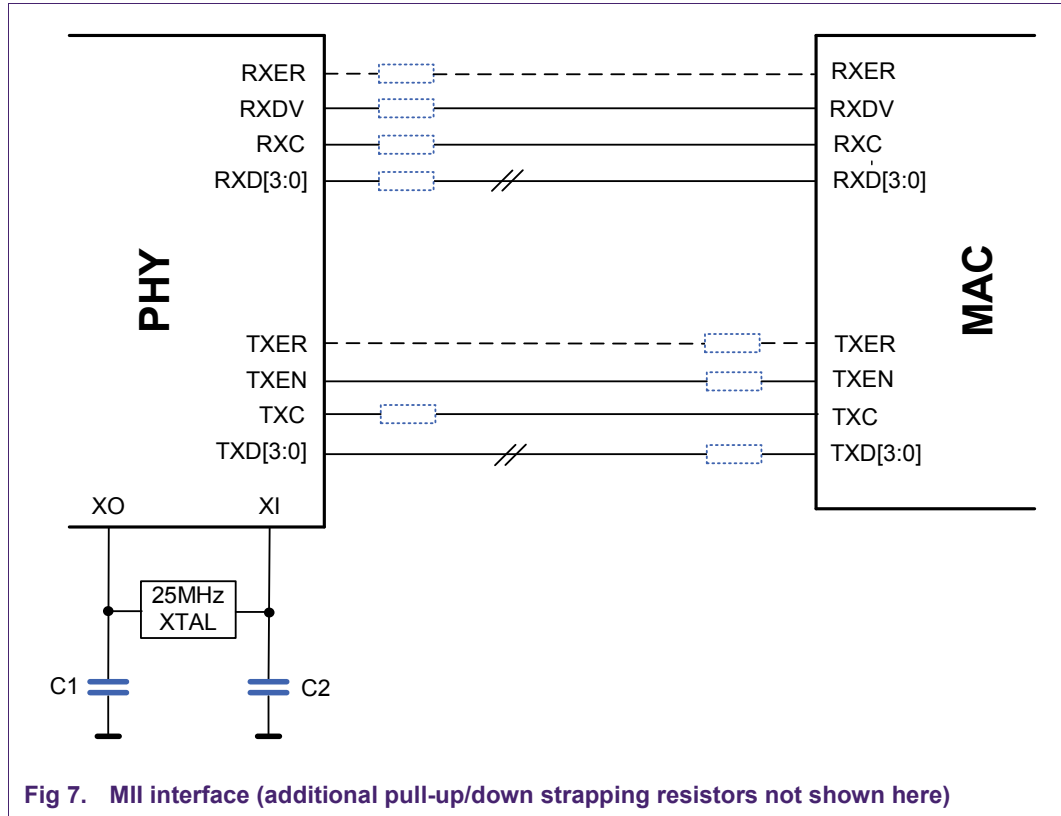 RXER RXER
RXDV RXDV
RXC RXC
RXD[3:0] RXD[3:0]
PHY
MAC
TXER TXER
TXEN TXEN
TXC TXC
TXD[3:0] TXD[3:0]
XO XI
25MHz
XTAL
C1 C2
Fig 7. MII interface (additional pull-up/down strapping resistors not shown here)